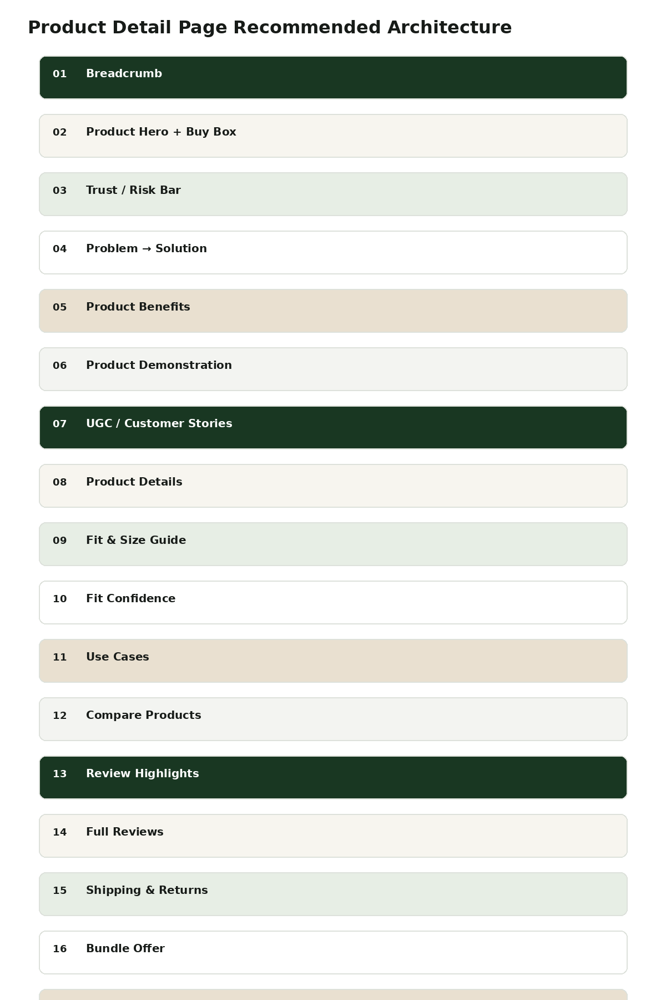 Product Detail Page Recommended Architecture
01 Breadcrumb
02 Product Hero + Buy Box
03 Trust / Risk Bar
04 Problem → Solution
05 Product Benefits
06 Product Demonstration
07 UGC / Customer Stories
08 Product Details
09 Fit & Size Guide
10 Fit Confidence
11 Use Cases
12 Compare Products
13 Review Highlights
14 Full Reviews
15 Shipping & Returns
16 Bundle Offer